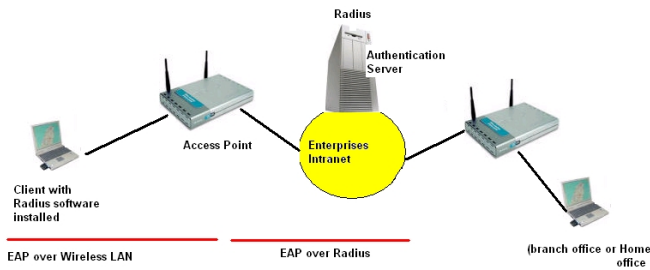 Radius
Authentication
Server
Access Point
Enterprises
Intranet
Client with
Radius software
installed
(branch office or Home
office
EAP over Wireless LAN
EAP over Radius